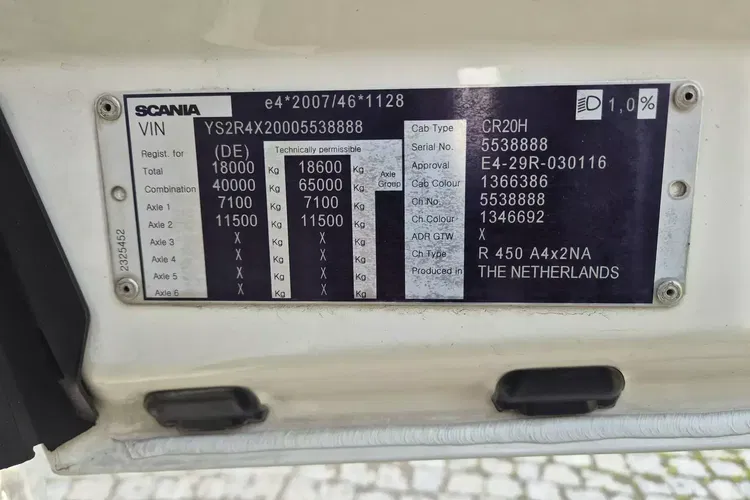 SCANIA e4*2007/46*1128 1,0%
VIN YS2R4X20005538888 Cab Type CR20H
Regist. for (DE) Technically permissible Serial No. 5538888
Total 18000 Kg 18600 Kg Axle Group Approval E4-29R-030116
Combination 40000 Kg 65000 Kg Cab Colour 1366386
Axle 1 7100 Kg 7100 Kg Ch.No. 5538888
Axle 2 11500 Kg 11500 Kg Ch.Colour 1346692
Axle 3 X Kg X Kg ADR GTW. X
Axle 4 X Kg X Kg Ch Type R 450 A4x2NA
Axle 5 X Kg X Kg Produced in THE NETHERLANDS
Axle 6 X Kg X Kg
2325452